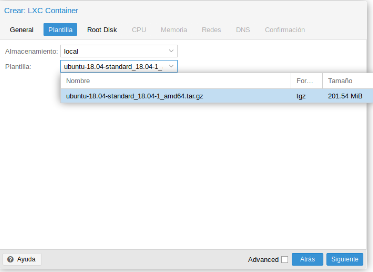 Crear: LXC Container
General Plantilla Root Disk CPU Memoria Redes DNS Confirmación
Almacenamiento: local
Plantilla: ubuntu-18.04-standard_18.04-1_
Nombre For... Tamaño
ubuntu-18.04-standard_18.04-1_amd64.tar.gz tgz 201.54 MiB
Ayuda Advanced Atrás Siguiente